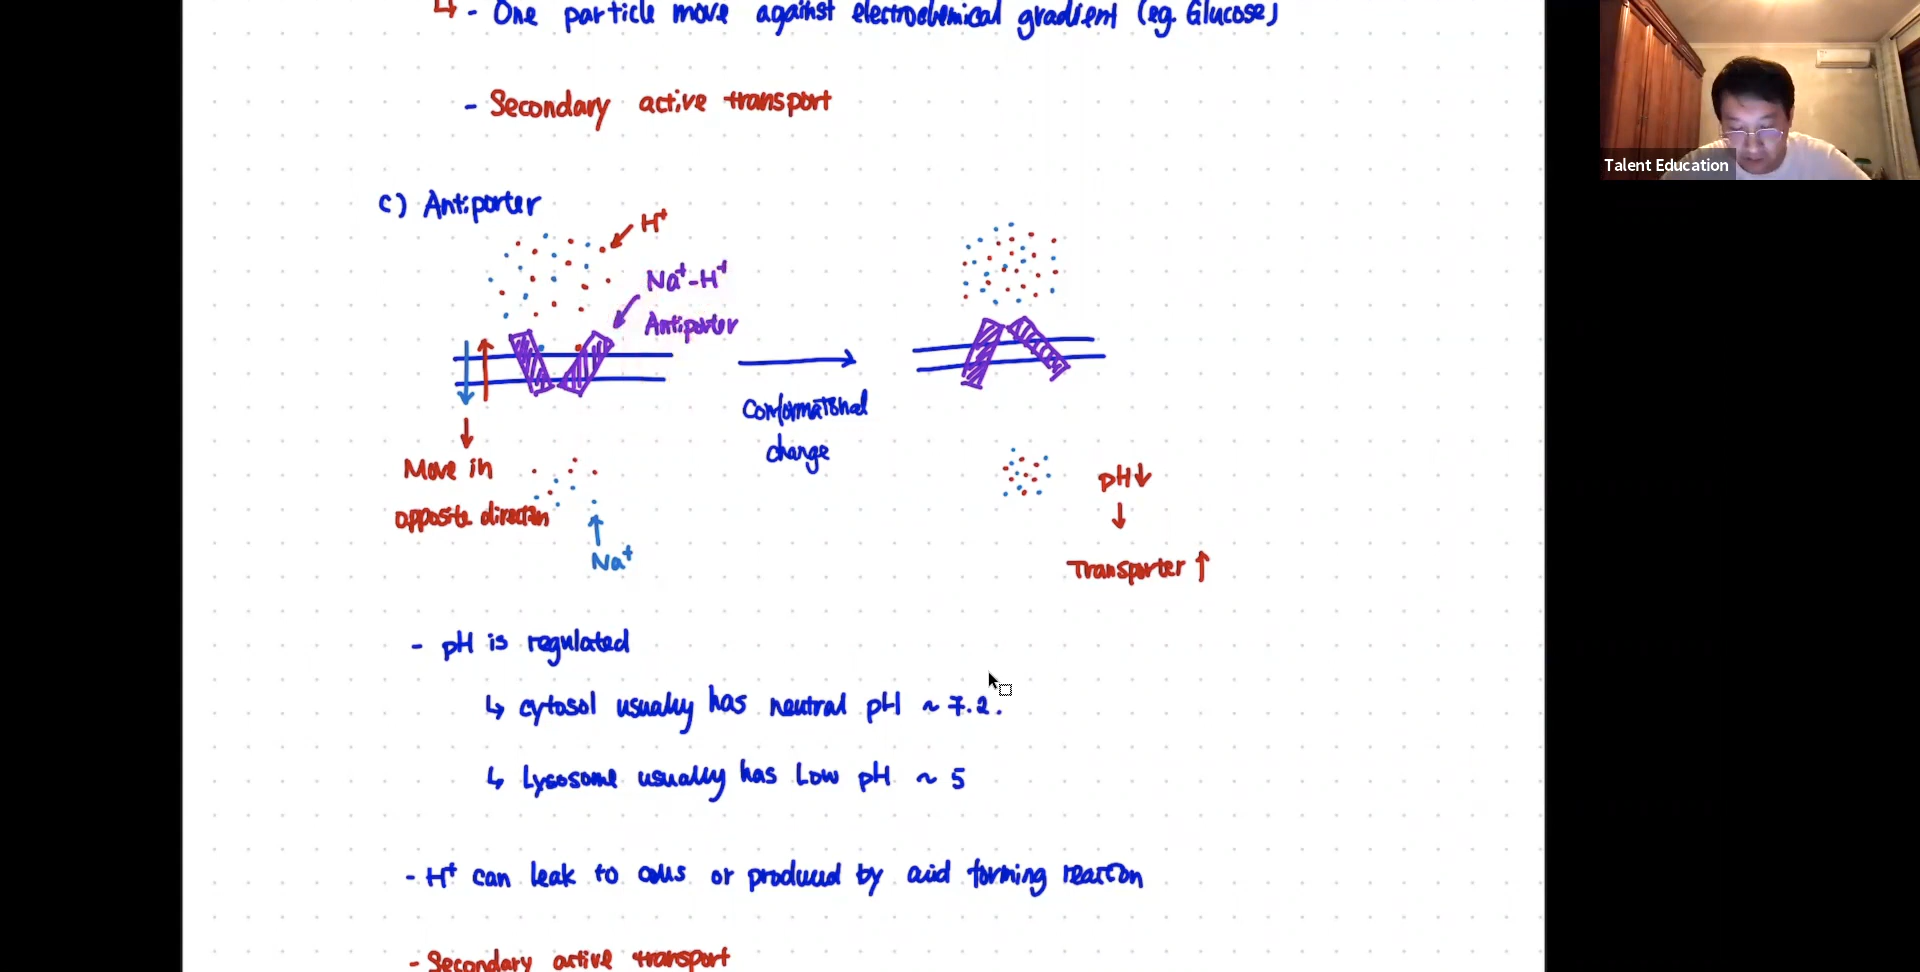 ↳ - One particle move against electrochemical gradient (eg. Glucose)
- Secondary active transport
c) Antiporter
H⁺
Na⁺-H⁺
Antiporter
Conformational
change
Move in
opposite direction
Na⁺
pH↓
↓
Transporter ↑
- pH is regulated
↳ cytosol usually has neutral pH ~ 7.2.
↳ Lysosome usually has Low pH ~ 5
- H⁺ can leak to cells or produced by acid forming reaction
- Secondary active transport
Talent Education